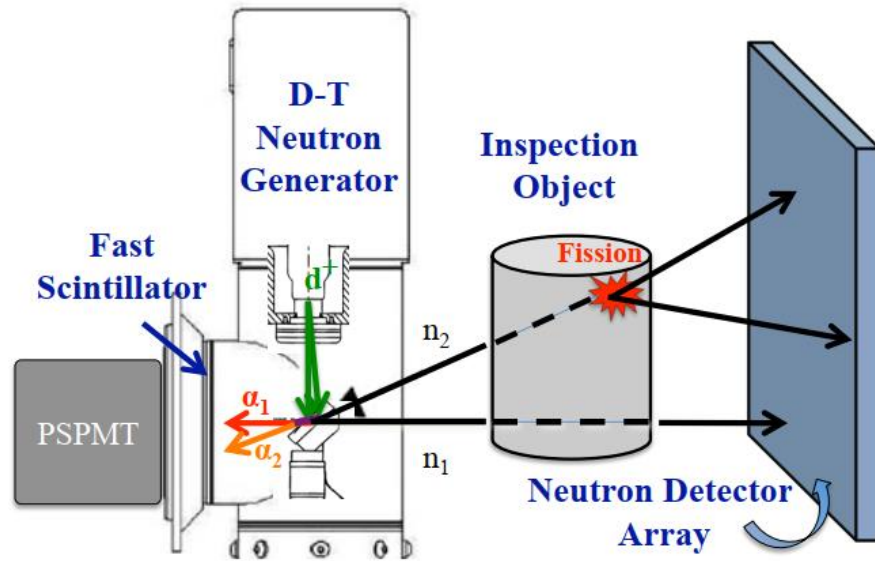 D-T
Neutron
Generator
Inspection
Object
Fast
Scintillator
d⁺
Fission
n₂
α₁
α₂
PSPMT
n₁
Neutron Detector
Array